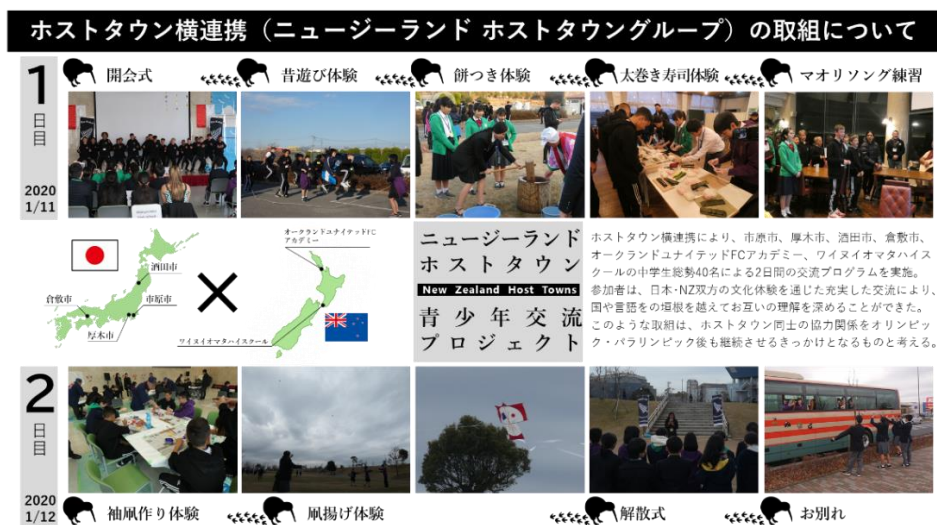 ホストタウン横連携（ニュージーランド ホストタウングループ）の取組について
1
日目
2020
1/11
開会式
昔遊び体験
餅つき体験
太巻き寿司体験
マオリソング練習
酒田市
倉敷市
市原市
厚木市
オークランドユナイテッドFC
アカデミー
ワイヌイオマタハイスクール
ニュージーランド
ホストタウン
New Zealand Host Towns
青少年交流
プロジェクト
ホストタウン横連携により、市原市、厚木市、酒田市、倉敷市、
オークランドユナイテッドFCアカデミー、ワイヌイオマタハイス
クールの中学生総勢40名による2日間の交流プログラムを実施。
参加者は、日本･NZ双方の文化体験を通じた充実した交流により、
国や言語の垣根を越えてお互いの理解を深めることができた。
このような取組は、ホストタウン同士の協力関係をオリンピッ
ク・パラリンピック後も継続させるきっかけとなるものと考える。
2
日目
2020
1/12
袖凧作り体験
凧揚げ体験
解散式
お別れ